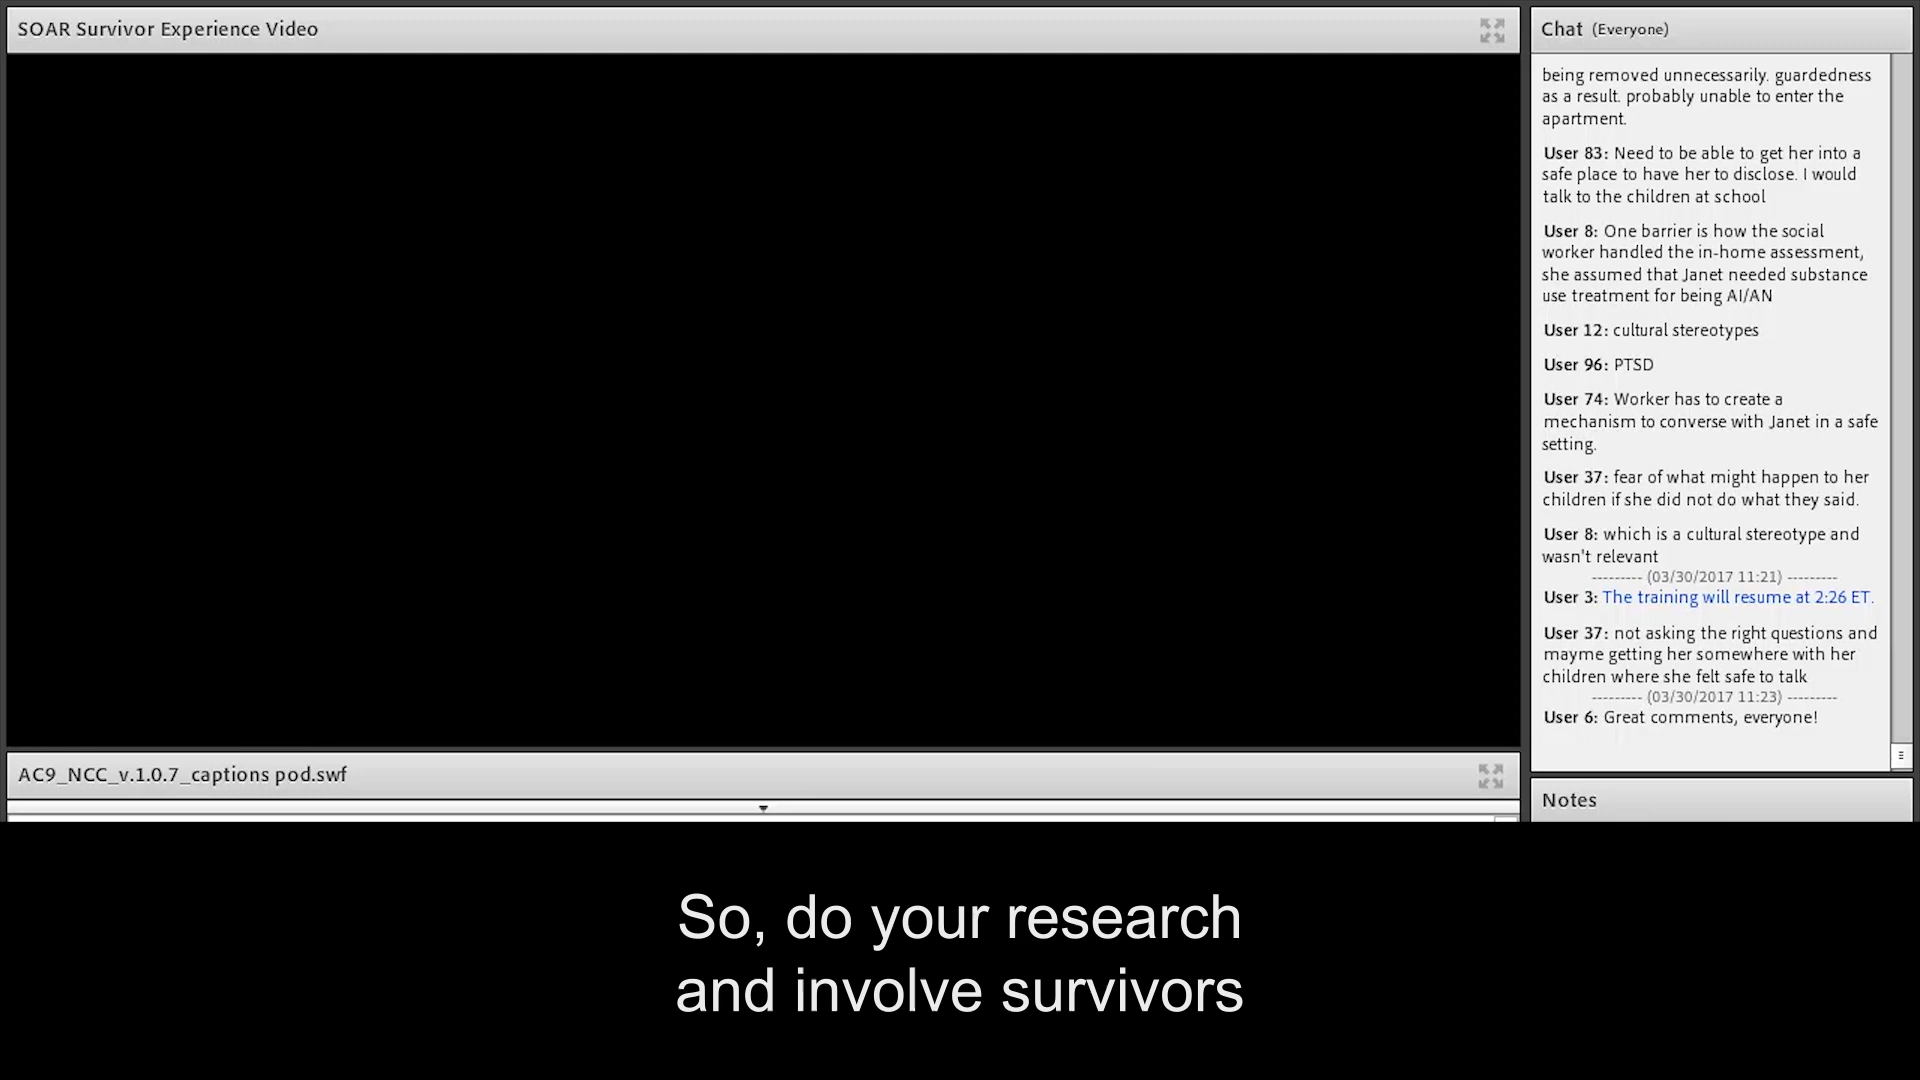 SOAR Survivor Experience Video
Chat (Everyone)
being removed unnecessarily. guardedness
as a result. probably unable to enter the
apartment.
User 83: Need to be able to get her into a
safe place to have her to disclose. I would
talk to the children at school
User 8: One barrier is how the social
worker handled the in-home assessment,
she assumed that Janet needed substance
use treatment for being AI/AN
User 12: cultural stereotypes
User 96: PTSD
User 74: Worker has to create a
mechanism to converse with Janet in a safe
setting.
User 37: fear of what might happen to her
children if she did not do what they said.
User 8: which is a cultural stereotype and
wasn't relevant
--------- (03/30/2017 11:21) ---------
User 3: The training will resume at 2:26 ET.
User 37: not asking the right questions and
mayme getting her somewhere with her
children where she felt safe to talk
--------- (03/30/2017 11:23) ---------
User 6: Great comments, everyone!
AC9_NCC_v.1.0.7_captions pod.swf
Notes
So, do your research
and involve survivors